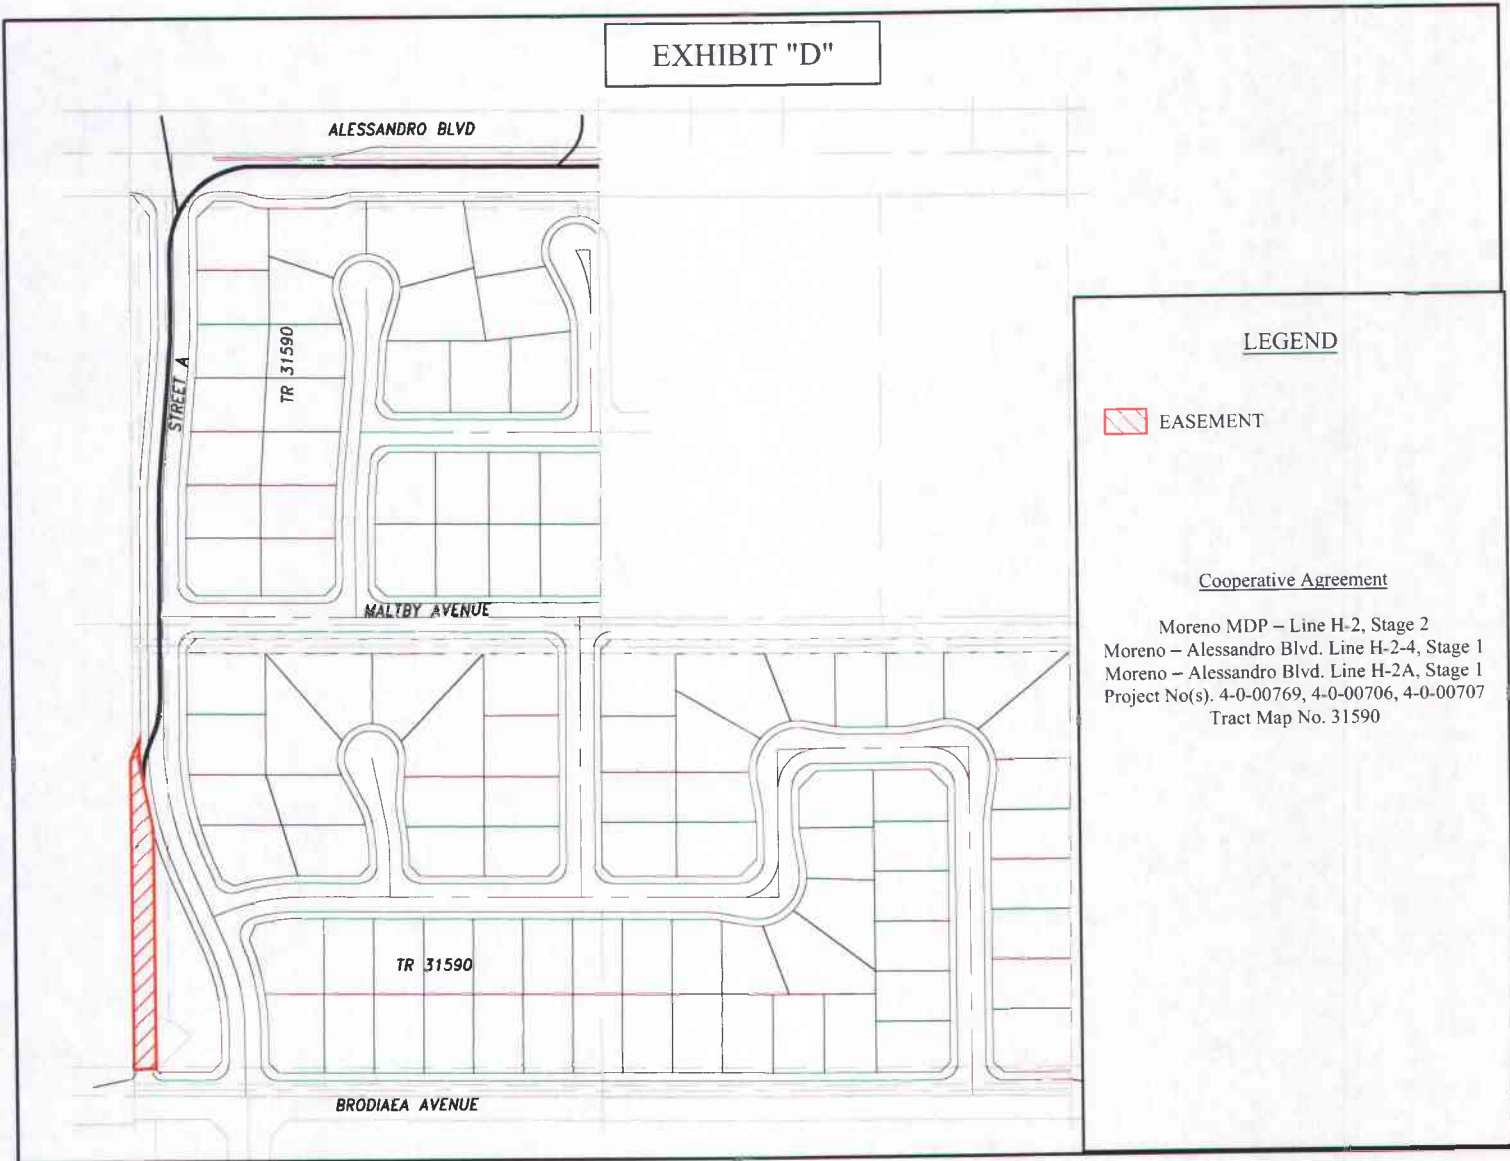 EXHIBIT "D"
ALESSANDRO BLVD
STREET A
TR 31590
MALTBY AVENUE
TR 31590
BRODIAEA AVENUE
LEGEND
EASEMENT
Cooperative Agreement
Moreno MDP – Line H-2, Stage 2
Moreno – Alessandro Blvd. Line H-2-4, Stage 1
Moreno – Alessandro Blvd. Line H-2A, Stage 1
Project No(s). 4-0-00769, 4-0-00706, 4-0-00707
Tract Map No. 31590